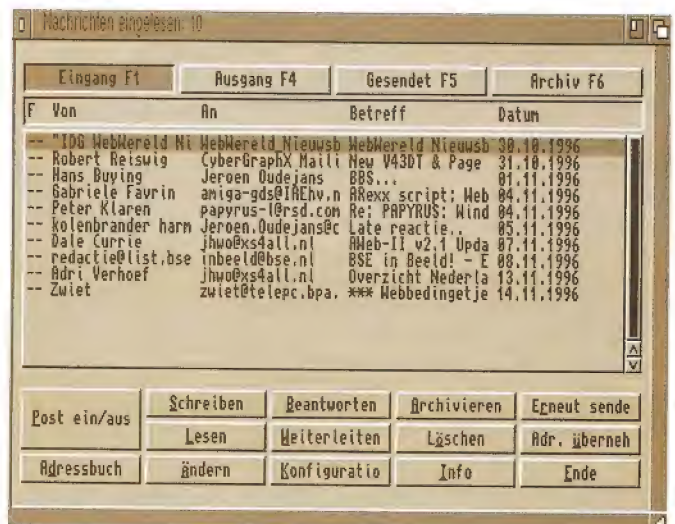 Nachrichten eingelesen: 10
Eingang F1 Ausgang F4 Gesendet F5 Archiv F6
F Von An Betreff Datum
-- "IDG WebWereld Ni WebWereld Nieuwsb WebWereld Nieuwsb 30.10.1996
-- Robert Reiswig CyberGraphX Maili New V43DT & Page 31.10.1996
-- Hans Buying Jeroen Oudejans BBS... 01.11.1996
-- Gabriele Favrin amiga-gds@IAEhv.n ARexx script: Web 04.11.1996
-- Peter Klaren papyrus-l@rsd.com Re: PAPYRUS: Wind 04.11.1996
-- kolenbrander harm Jeroen.Oudejans@c Late reactie.. 05.11.1996
-- Dale Currie jhwo@xs4all.nl AWeb-II v2.1 Upda 07.11.1996
-- redactie@list.bse inbeeld@bse.nl BSE in Beeld! - E 08.11.1996
-- Adri Verhoef jhwo@xs4all.nl Overzicht Nederla 13.11.1996
-- Zwiet zwiet@telepc.bpa. *** Webbedingetje 14.11.1996
Post ein/aus Schreiben Beantworten Archivieren Erneut sende
Lesen Weiterleiten Löschen Adr. überneh
Adressbuch ändern Konfiguratio Info Ende